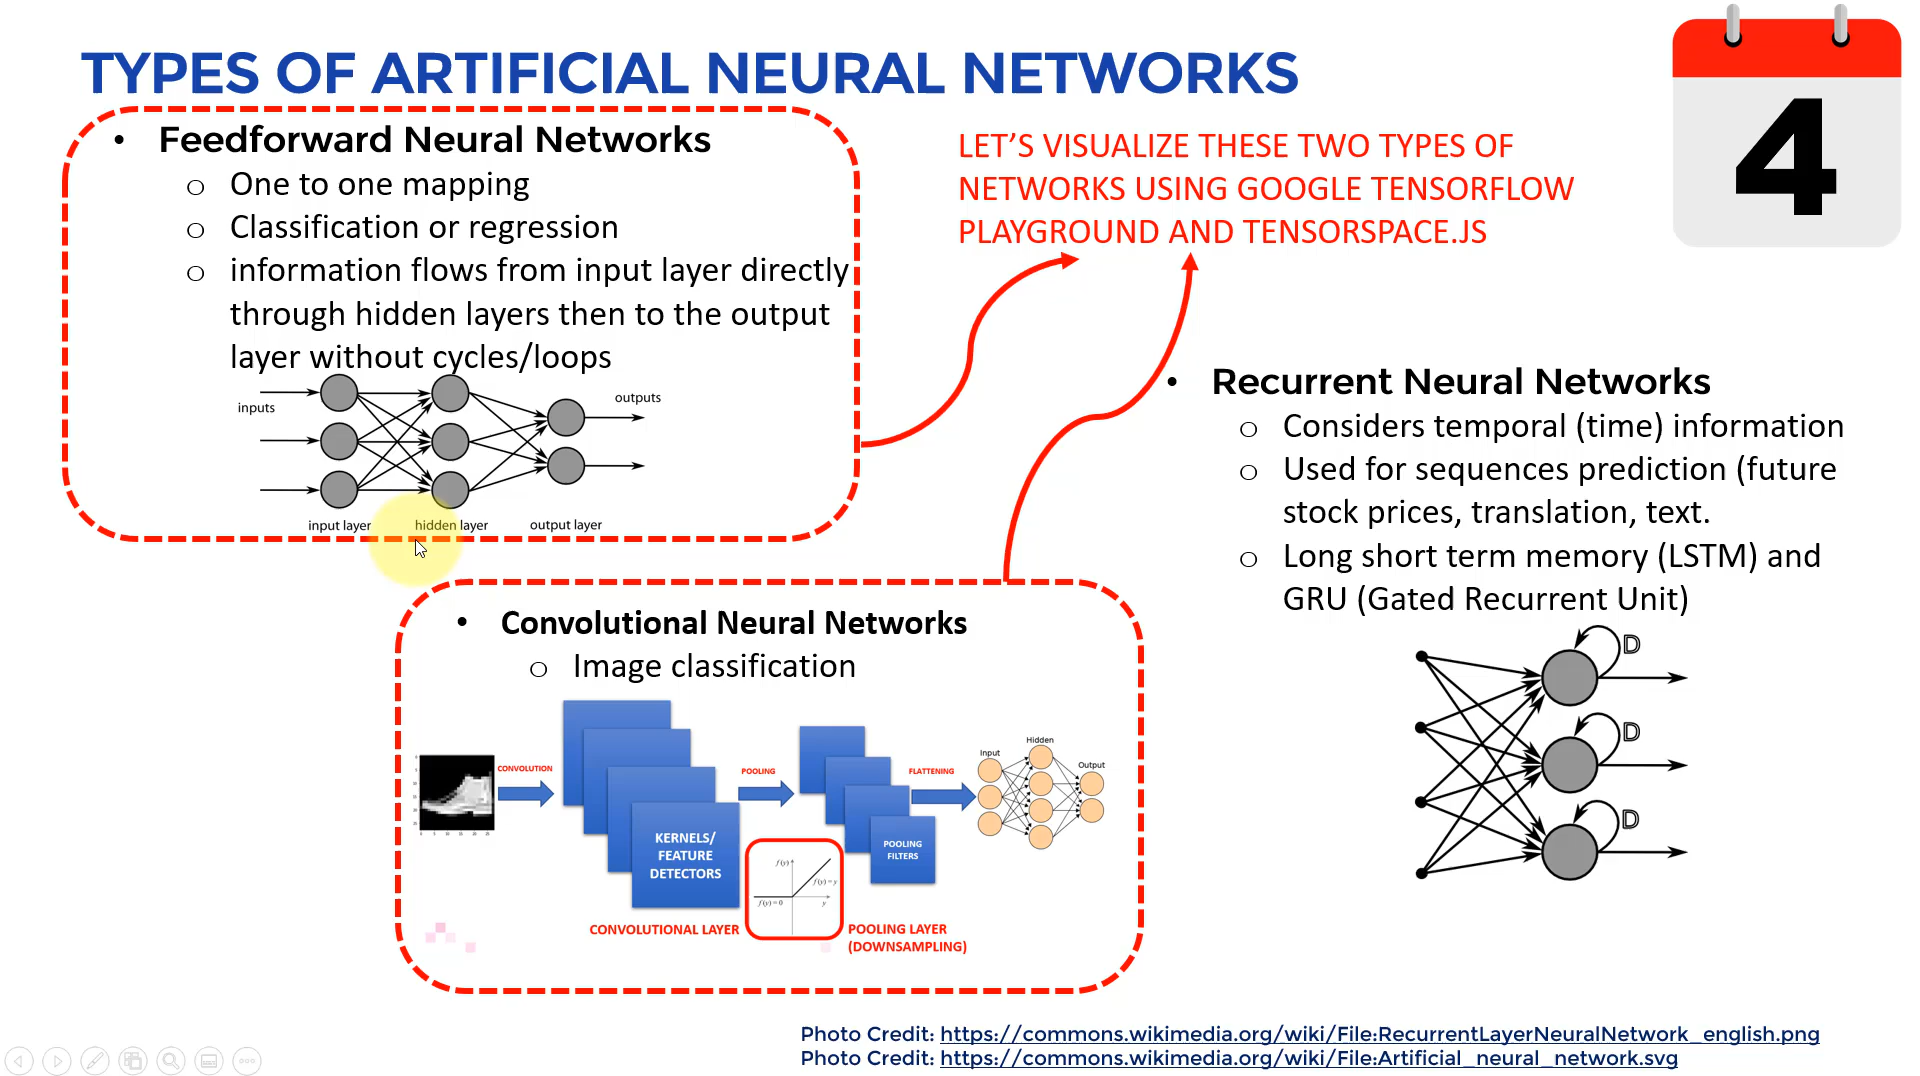 TYPES OF ARTIFICIAL NEURAL NETWORKS
4
• Feedforward Neural Networks
o One to one mapping
o Classification or regression
o information flows from input layer directly
through hidden layers then to the output
layer without cycles/loops
inputs
outputs
input layer
hidden layer
output layer
LET’S VISUALIZE THESE TWO TYPES OF
NETWORKS USING GOOGLE TENSORFLOW
PLAYGROUND AND TENSORSPACE.JS
• Recurrent Neural Networks
o Considers temporal (time) information
o Used for sequences prediction (future
stock prices, translation, text.
o Long short term memory (LSTM) and
GRU (Gated Recurrent Unit)
D
D
D
• Convolutional Neural Networks
o Image classification
CONVOLUTION
KERNELS/
FEATURE
DETECTORS
CONVOLUTIONAL LAYER
f(y)
f(y)=y
f(y)=0
y
POOLING
POOLING
FILTERS
POOLING LAYER
(DOWNSAMPLING)
FLATTENING
Input
Hidden
Output
Photo Credit: https://commons.wikimedia.org/wiki/File:RecurrentLayerNeuralNetwork_english.png
Photo Credit: https://commons.wikimedia.org/wiki/File:Artificial_neural_network.svg